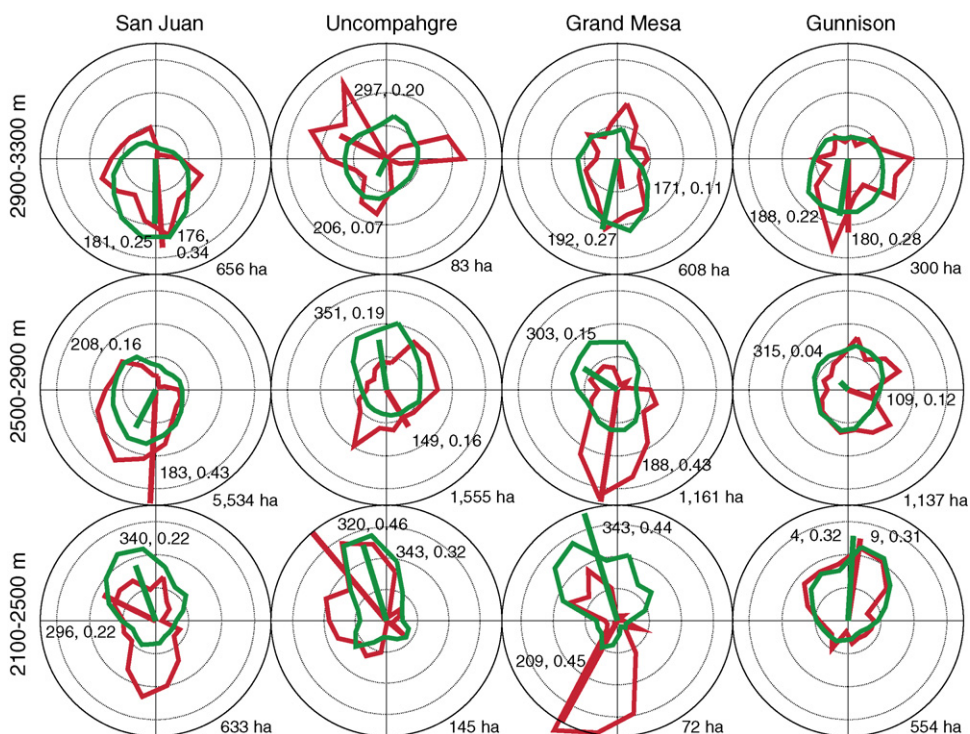 San Juan
Uncompahgre
Grand Mesa
Gunnison
2900-3300 m
181, 0.25
176,
0.34
656 ha
297, 0.20
206, 0.07
83 ha
171, 0.11
192, 0.27
608 ha
188, 0.22
180, 0.28
300 ha
2500-2900 m
208, 0.16
183, 0.43
5,534 ha
351, 0.19
149, 0.16
1,555 ha
303, 0.15
188, 0.43
1,161 ha
315, 0.04
109, 0.12
1,137 ha
2100-2500 m
340, 0.22
296, 0.22
633 ha
320, 0.46
343, 0.32
145 ha
343, 0.44
209, 0.45
72 ha
4, 0.32
9, 0.31
554 ha